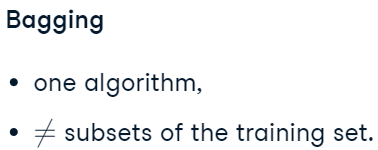 Bagging
• one algorithm,
• ≠ subsets of the training set.